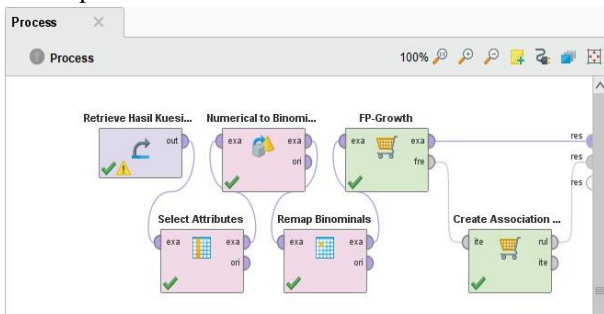 Process
Process
100%
Retrieve Hasil Kuesi...
Numerical to Binomi...
FP-Growth
out
exa
exa
ori
exa
exa
fre
res
res
res
Select Attributes
Remap Binominals
Create Association ...
exa
exa
ori
exa
exa
ori
ite
rul
ite